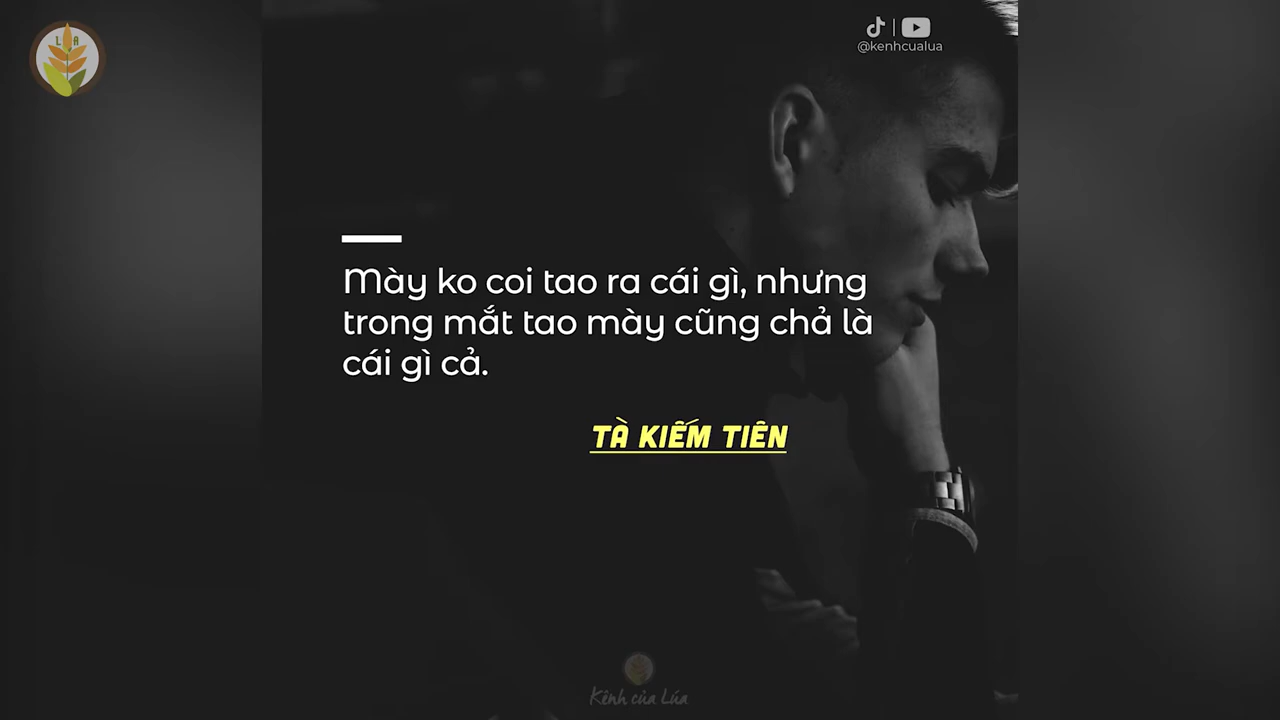 L A
@kenhcualua
Mày ko coi tao ra cái gì, nhưng
trong mắt tao mày cũng chả là
cái gì cả.
TÀ KIẾM TIÊN
Kênh của Lúa